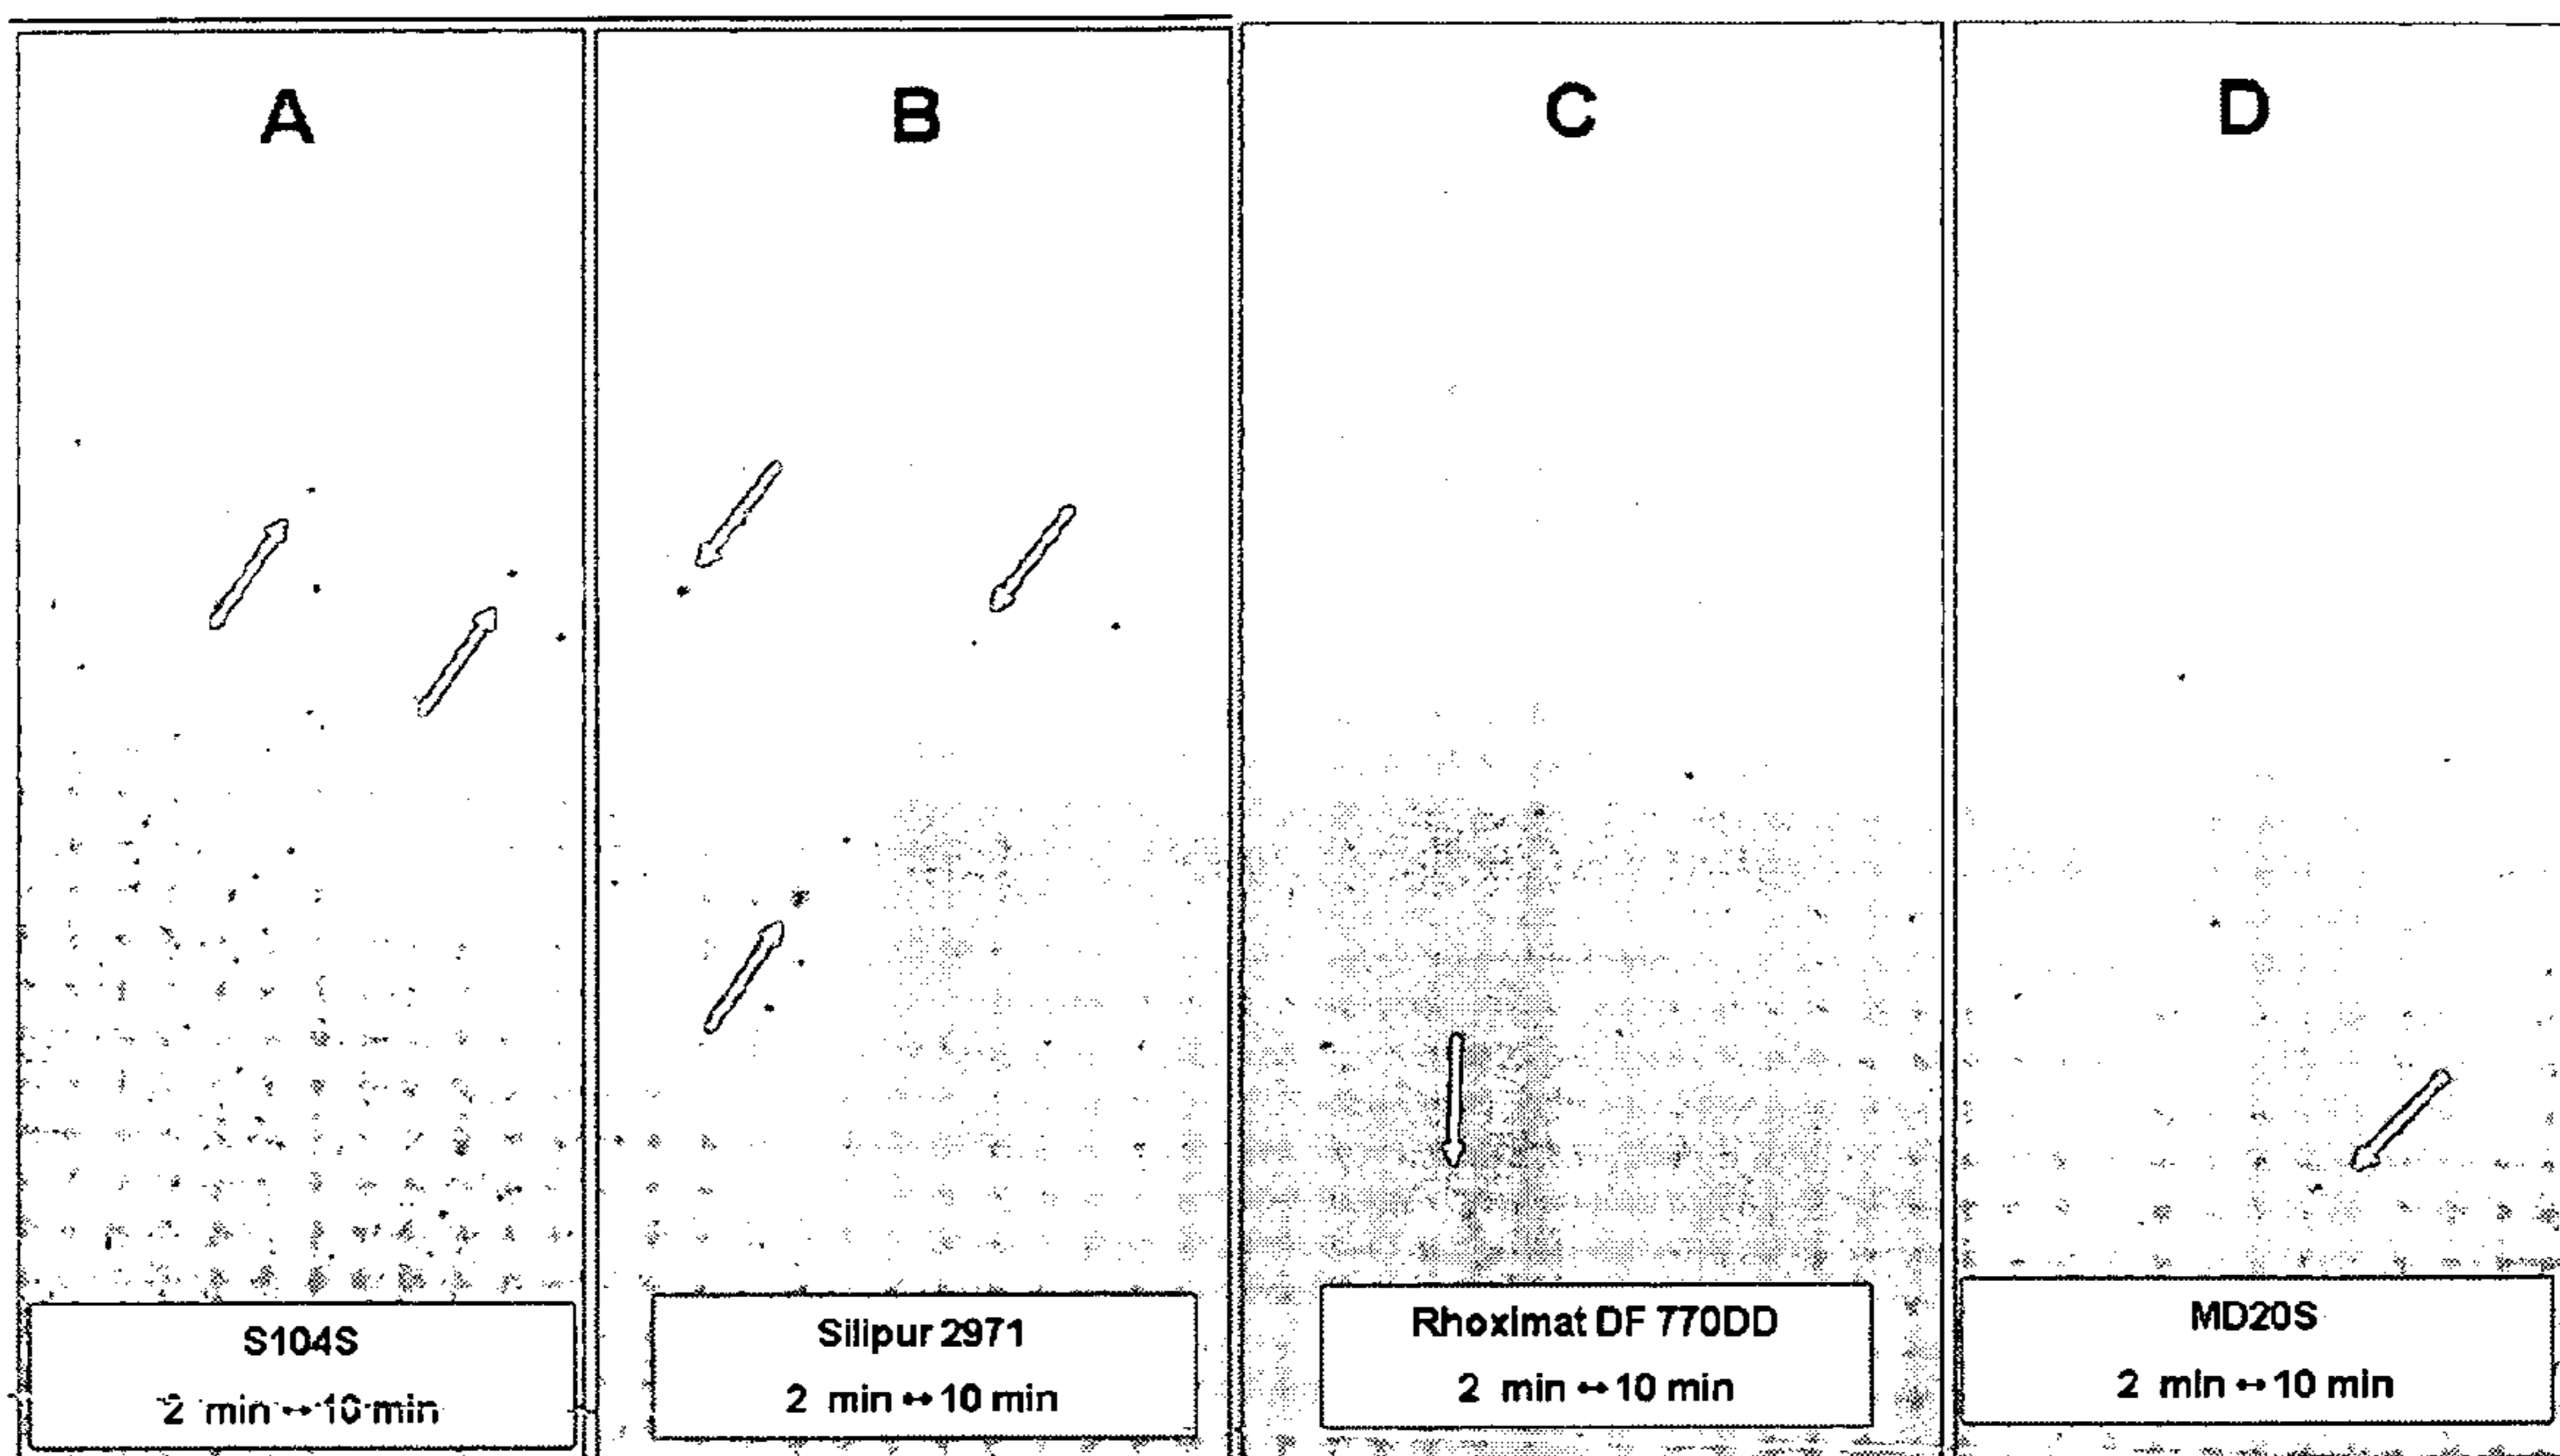 A
B
C
D
S104S
2 min ↔ 10 min
Silipur 2971
2 min ↔ 10 min
Rhoximat DF 770DD
2 min ↔ 10 min
MD20S
2 min ↔ 10 min